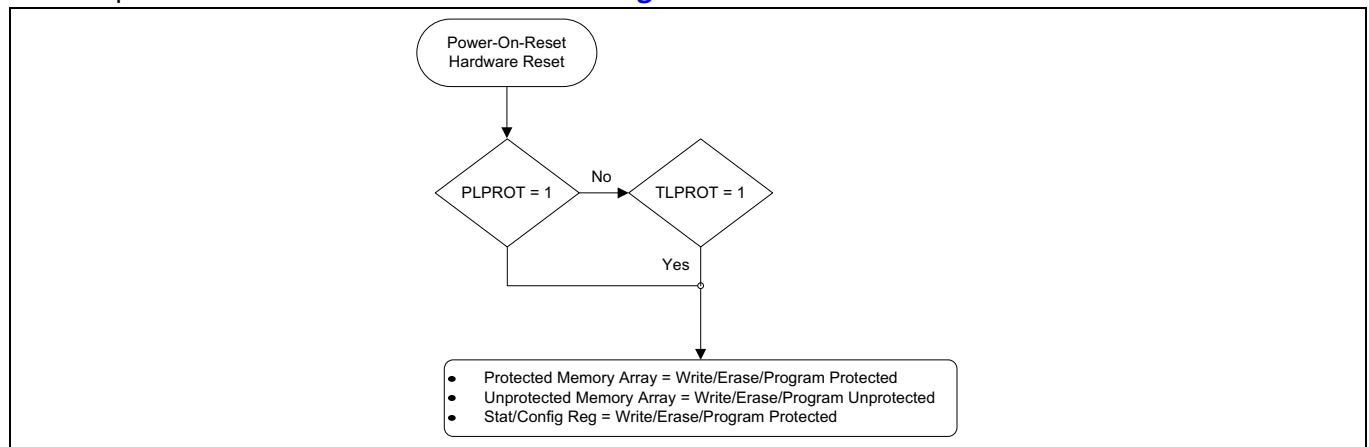 Power-On-Reset
Hardware Reset
PLPROT = 1
No
TLPROT = 1
Yes
• Protected Memory Array = Write/Erase/Program Protected
• Unprotected Memory Array = Write/Erase/Program Unprotected
• Stat/Config Reg = Write/Erase/Program Protected